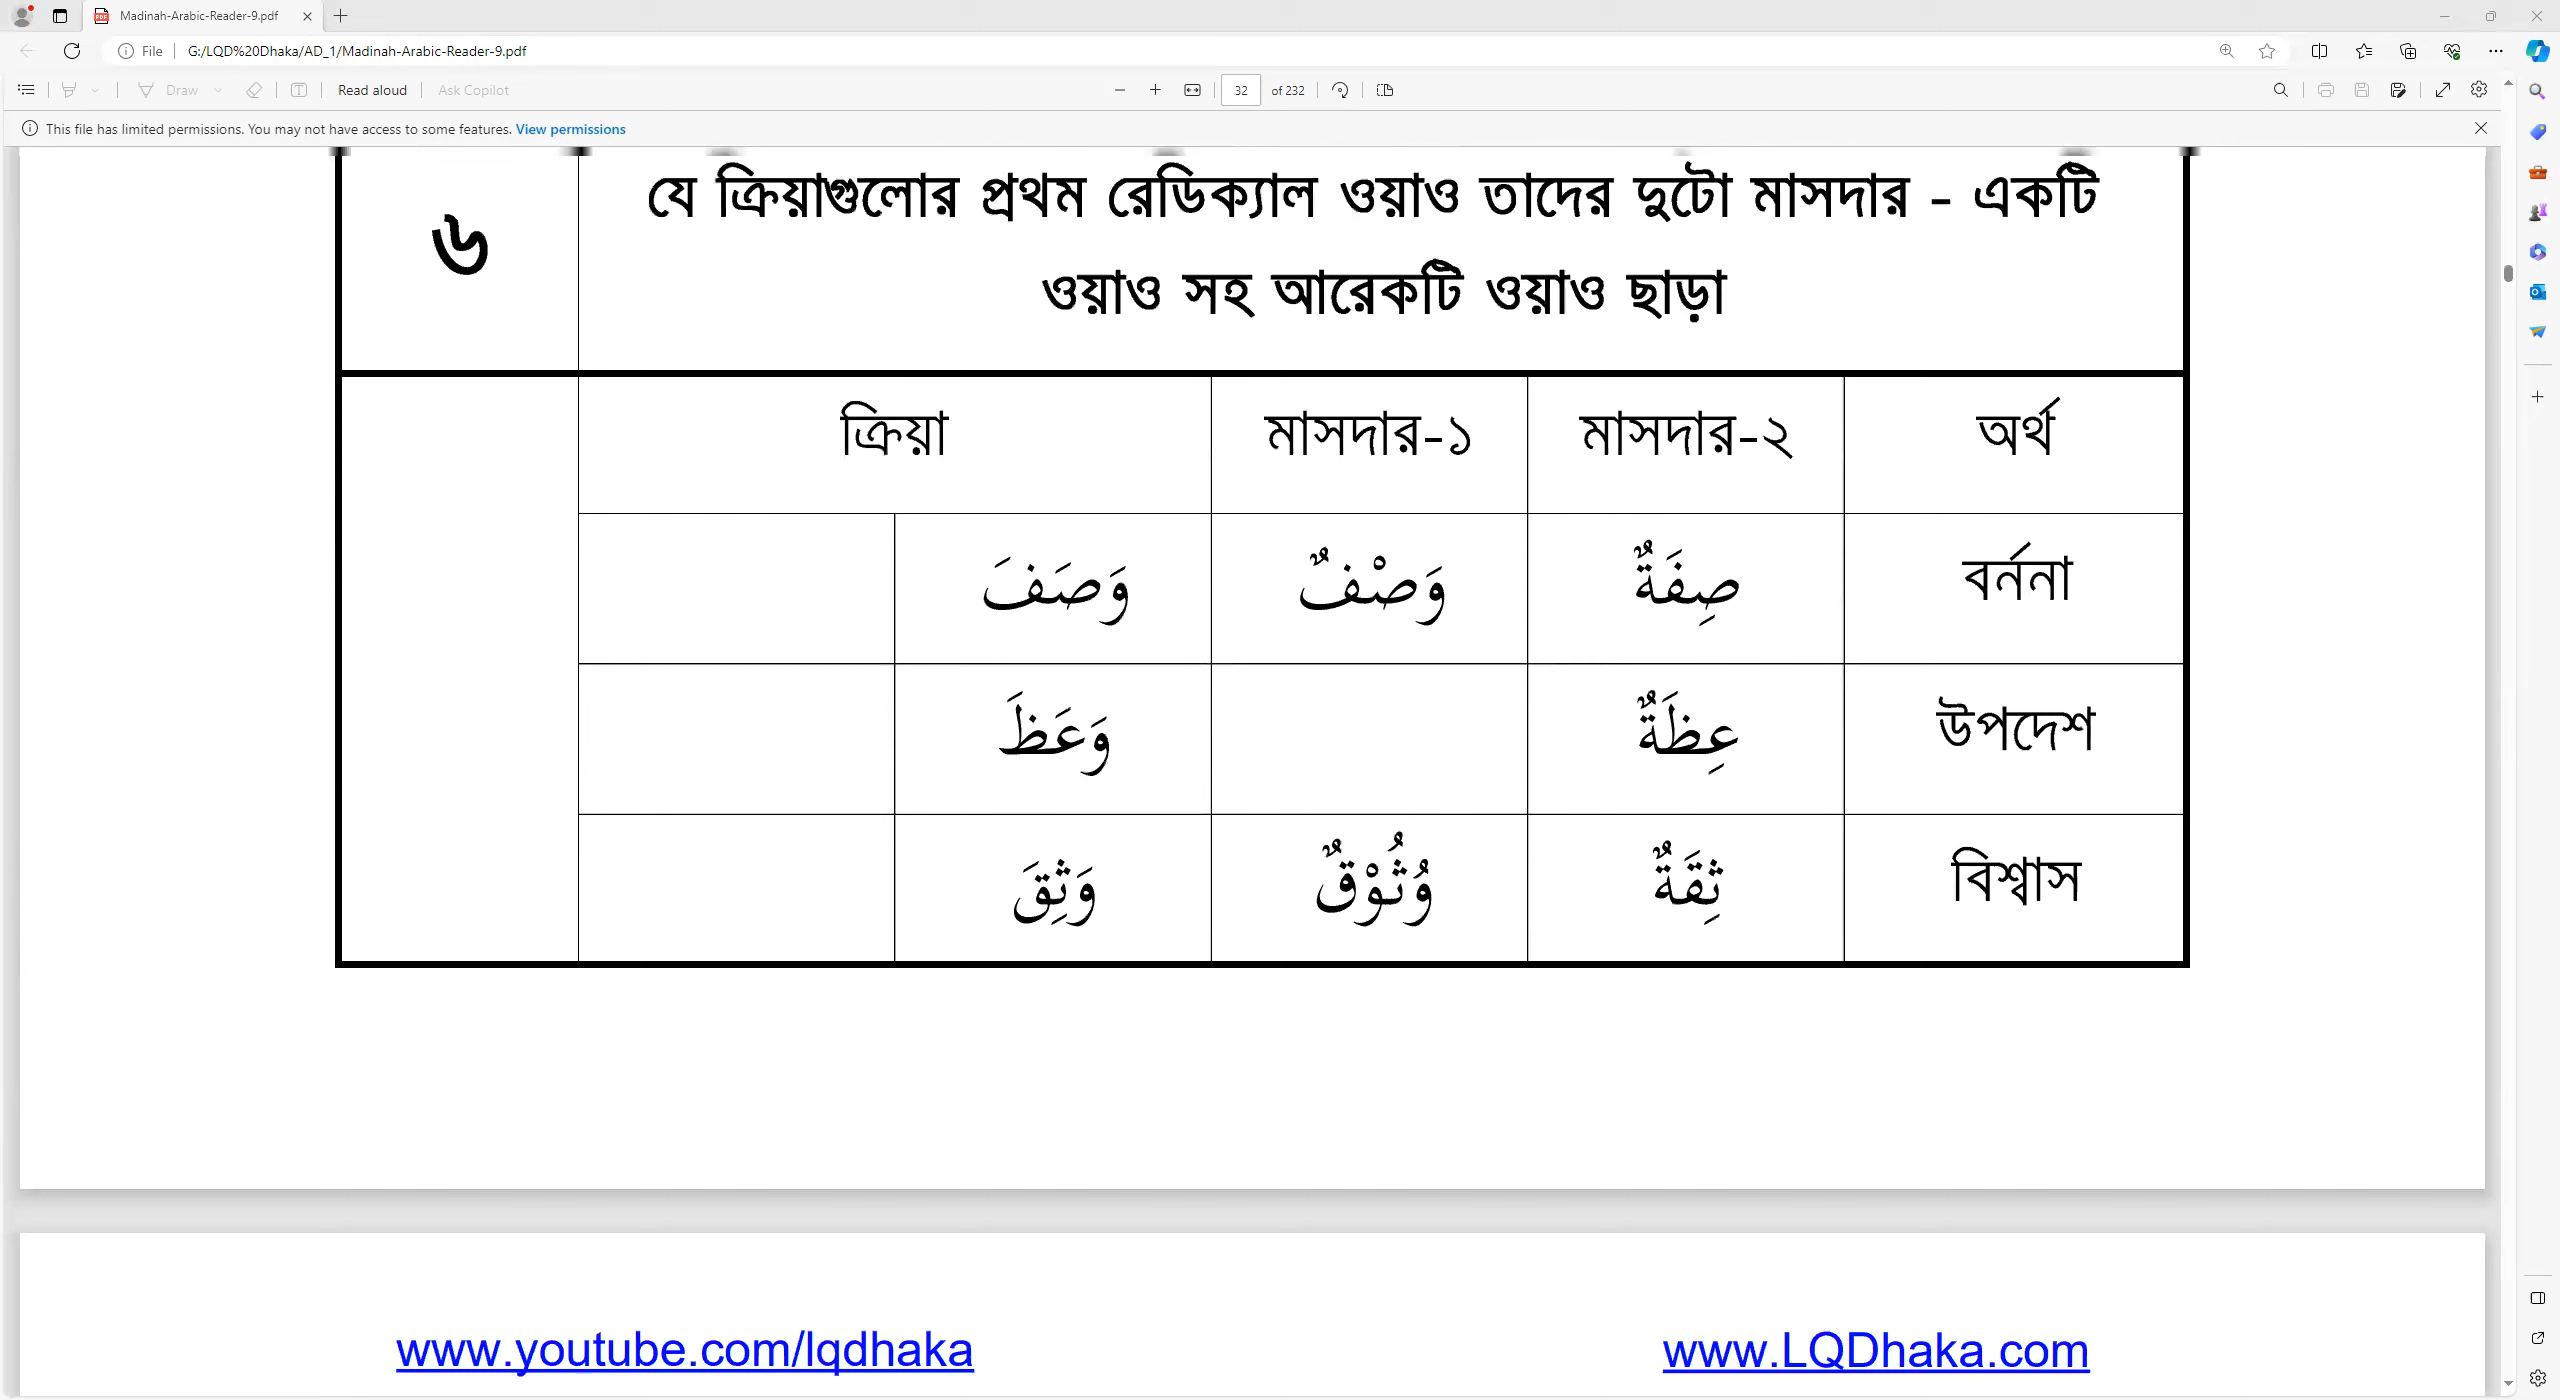 Madinah-Arabic-Reader-9.pdf
File G:/LQD%20Dhaka/AD_1/Madinah-Arabic-Reader-9.pdf
Draw Read aloud Ask Copilot 32 of 232
This file has limited permissions. You may not have access to some features. View permissions
৬ যে ক্রিয়াগুলোর প্রথম রেডিক্যাল ওয়াও তাদের দুটো মাসদার - একটি
ওয়াও সহ আরেকটি ওয়াও ছাড়া
ক্রিয়া মাসদার-১ মাসদার-২ অর্থ
وَصَفَ وَصْفٌ صِفَةٌ বর্ননা
وَعَظَ عِظَةٌ উপদেশ
وَثِقَ وُثُوْقٌ ثِقَةٌ বিশ্বাস
www.youtube.com/lqdhaka www.LQDhaka.com